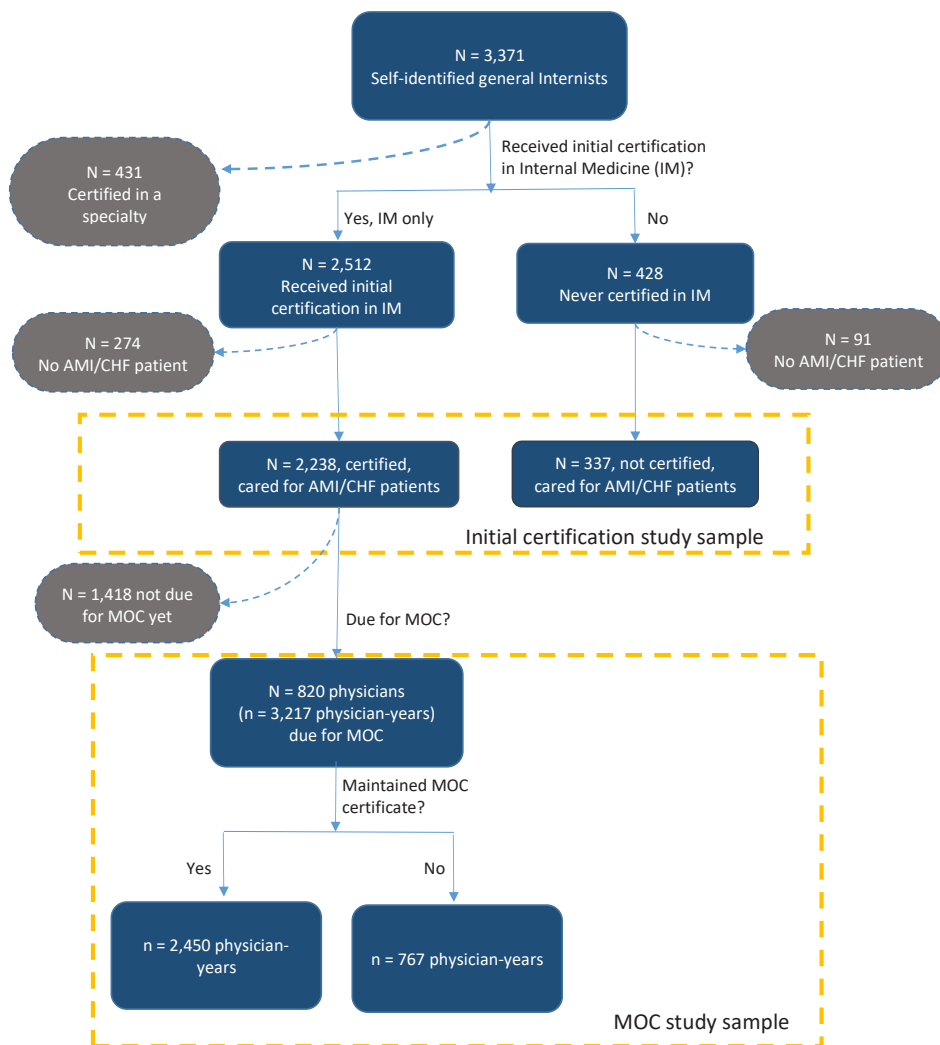 N = 3,371
Self-identified general Internists
Received initial certification
in Internal Medicine (IM)?
N = 431
Certified in a
specialty
Yes, IM only
No
N = 2,512
Received initial
certification in IM
N = 428
Never certified in IM
N = 274
No AMI/CHF patient
N = 91
No AMI/CHF patient
N = 2,238, certified,
cared for AMI/CHF patients
N = 337, not certified,
cared for AMI/CHF patients
Initial certification study sample
N = 1,418 not due
for MOC yet
Due for MOC?
N = 820 physicians
(n = 3,217 physician-years)
due for MOC
Maintained MOC
certificate?
Yes
No
n = 2,450 physician-
years
n = 767 physician-years
MOC study sample